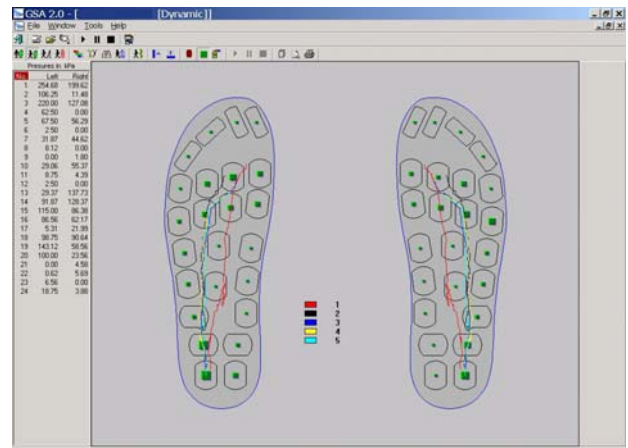 GSA 2.0 - [ [Dynamic]]
File Window Tools Help
Presures in kPa
No Left Right
1 254.68 199.62
2 106.25 11.48
3 220.00 127.08
4 62.50 0.00
5 67.50 56.29
6 2.50 0.00
7 31.87 44.62
8 8.12 0.00
9 0.00 1.80
10 29.06 55.37
11 8.75 4.39
12 2.50 0.00
13 29.37 137.73
14 91.87 128.37
15 115.00 86.38
16 86.56 62.17
17 5.31 21.99
18 98.75 90.64
19 143.12 58.56
20 100.00 23.56
21 0.00 4.58
22 0.62 5.69
23 6.56 0.00
24 18.75 3.88
1
2
3
4
5